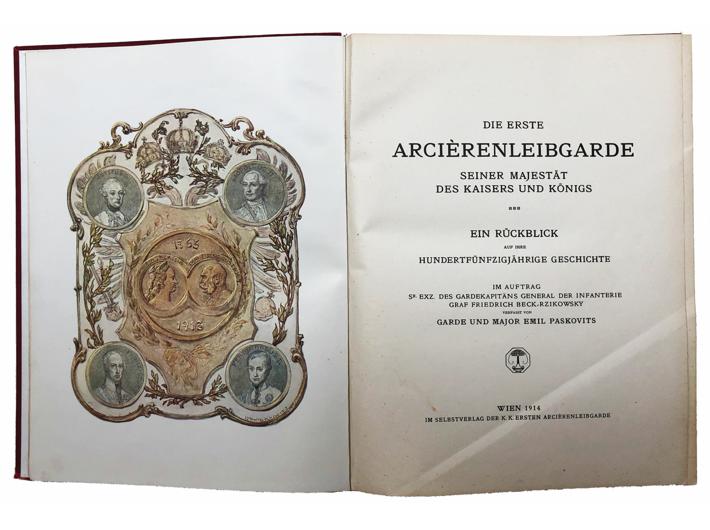 1763
1913
DIE ERSTE
ARCIÈRENLEIBGARDE
SEINER MAJESTÄT
DES KAISERS UND KÖNIGS
EIN RÜCKBLICK
AUF IHRE
HUNDERTFÜNFZIGJÄHRIGE GESCHICHTE
IM AUFTRAG
SR. EXZ. DES GARDEKAPITÄNS GENERAL DER INFANTERIE
GRAF FRIEDRICH BECK-RZIKOWSKY
VERFASST VON
GARDE UND MAJOR EMIL PASKOVITS
WIEN 1914
IM SELBSTVERLAG DER K. K. ERSTEN ARCIÈRENLEIBGARDE